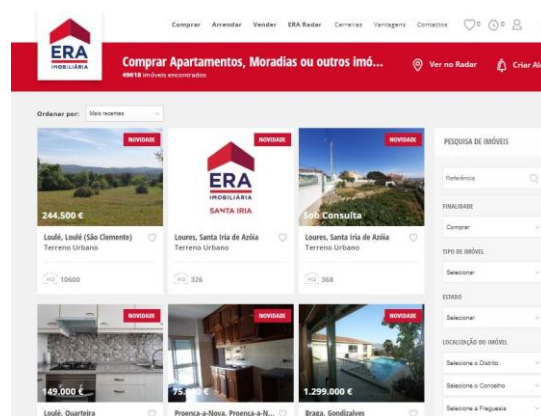 ERA
IMOBILIÁRIA
Comprar Arrendar Vender ERA Radar Carreiras Vantagens Contactos 0 0
Comprar Apartamentos, Moradias ou outros imó...
49018 imóveis encontrados
Ver no Radar
Criar Al
Ordenar por: Mais recentes
NOVIDADE
244.500 €
Loulé, Loulé (São Clemente)
Terreno Urbano
m2 10600
NOVIDADE
ERA
IMOBILIÁRIA
SANTA IRIA
Loures, Santa Iria de Azóia
Terreno Urbano
m2 326
NOVIDADE
Sob Consulta
Loures, Santa Iria de Azóia
Terreno Urbano
m2 368
NOVIDADE
149.000 €
Loulé, Quarteira
NOVIDADE
Proença-a-Nova, Proença-a-N...
NOVIDADE
1.299.000 €
Braga, Gondizalves
PESQUISA DE IMÓVEIS
Referência
FINALIDADE
Comprar
TIPO DE IMÓVEL
Selecionar
ESTADO
Selecionar
LOCALIZAÇÃO DO IMÓVEL
Selecione o Distrito
Selecione o Concelho
Selecione a Freguesia